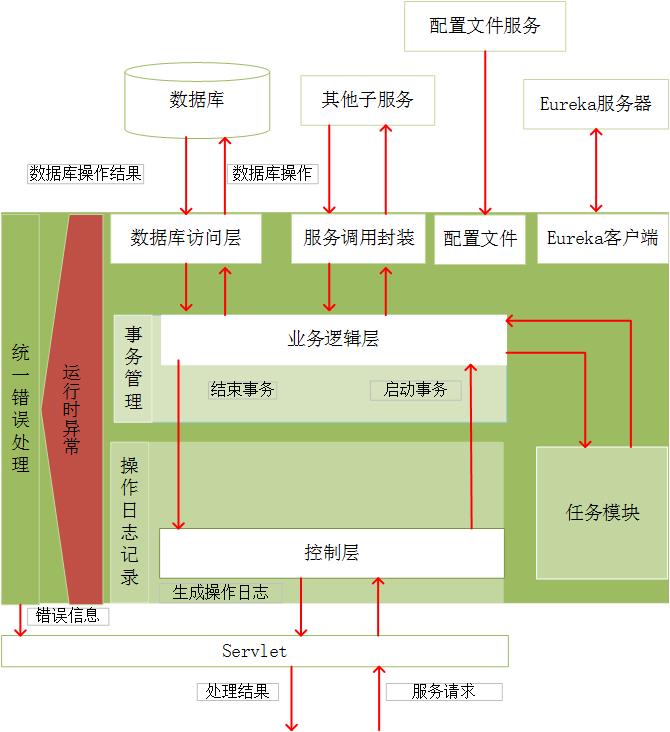 配置文件服务
数据库
其他子服务
Eureka服务器
数据库操作结果
数据库操作
数据库访问层
服务调用封装
配置文件
Eureka客户端
统一错误处理
运行时异常
事务管理
业务逻辑层
结束事务
启动事务
操作日志记录
任务模块
控制层
生成操作日志
错误信息
Servlet
处理结果
服务请求